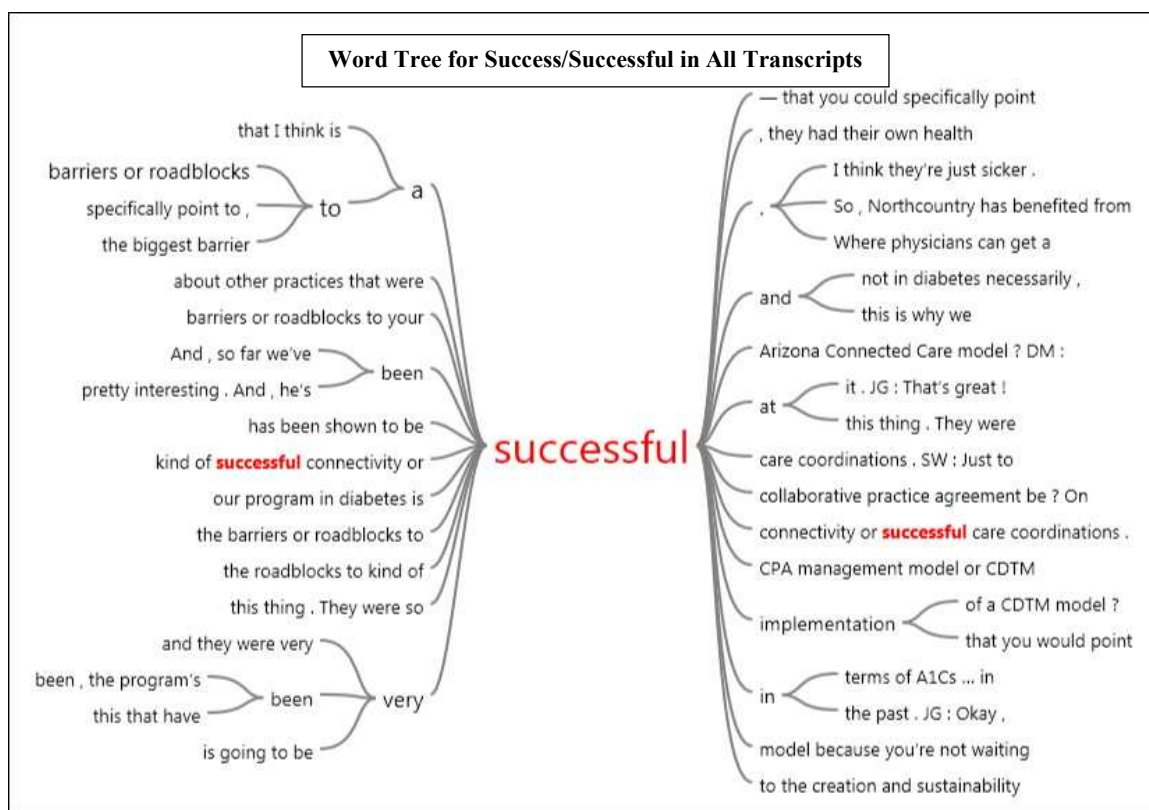 Word Tree for Success/Successful in All Transcripts
that I think is
a
barriers or roadblocks
specifically point to ,
to
the biggest barrier
about other practices that were
barriers or roadblocks to your
And , so far we've
been
pretty interesting . And , he's
has been shown to be
kind of successful connectivity or
our program in diabetes is
the barriers or roadblocks to
the roadblocks to kind of
this thing . They were so
and they were very
been , the program's
been
very
this that have
is going to be
successful
— that you could specifically point
, they had their own health
I think they're just sicker .
.
So , Northcountry has benefited from
Where physicians can get a
and
not in diabetes necessarily ,
this is why we
Arizona Connected Care model ? DM :
at
it . JG : That's great !
this thing . They were
care coordinations . SW : Just to
collaborative practice agreement be ? On
connectivity or successful care coordinations .
CPA management model or CDTM
implementation
of a CDTM model ?
that you would point
in
terms of A1Cs ... in
the past . JG : Okay ,
model because you're not waiting
to the creation and sustainability